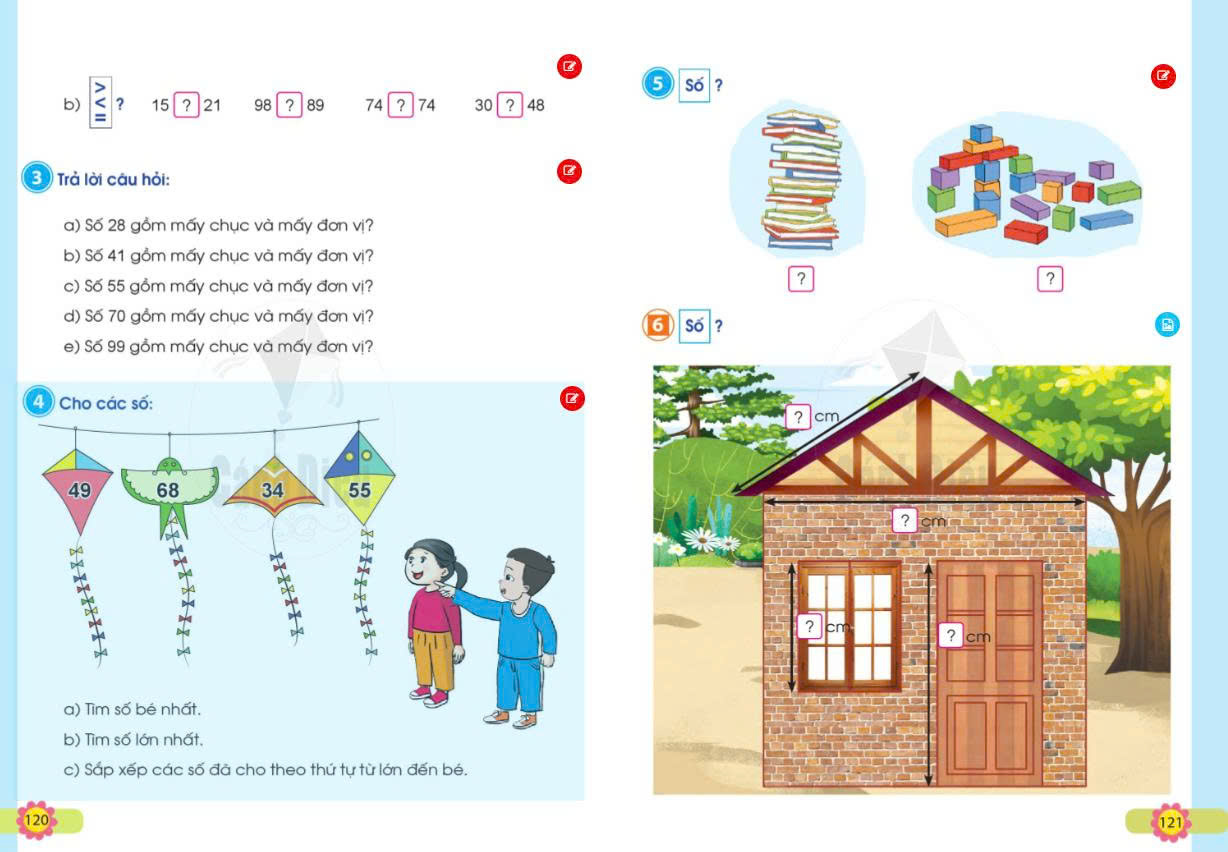 b) > < = ? 15 ? 21 98 ? 89 74 ? 74 30 ? 48
3 Trả lời câu hỏi:
a) Số 28 gồm mấy chục và mấy đơn vị?
b) Số 41 gồm mấy chục và mấy đơn vị?
c) Số 55 gồm mấy chục và mấy đơn vị?
d) Số 70 gồm mấy chục và mấy đơn vị?
e) Số 99 gồm mấy chục và mấy đơn vị?
4 Cho các số:
49 68 34 55
a) Tìm số bé nhất.
b) Tìm số lớn nhất.
c) Sắp xếp các số đã cho theo thứ tự từ lớn đến bé.
120
5 Số ?
? ?
6 Số ?
? cm
? cm
? cm
? cm
121